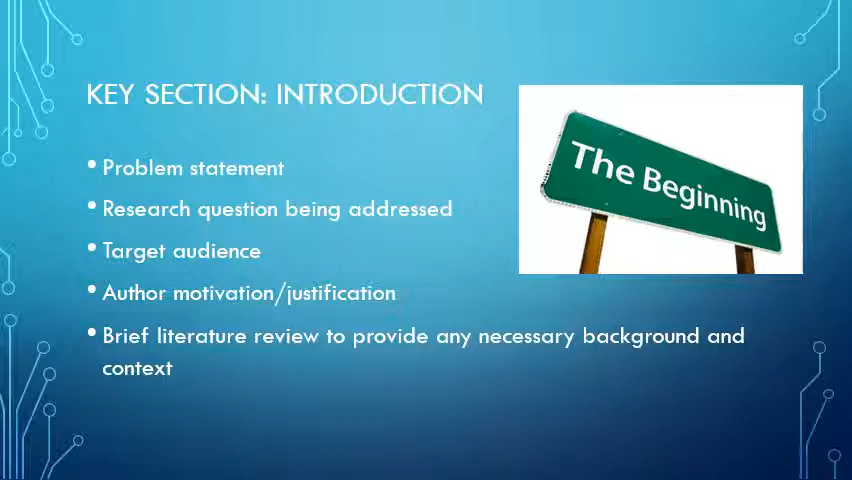 KEY SECTION: INTRODUCTION
The Beginning
• Problem statement
• Research question being addressed
• Target audience
• Author motivation/justification
• Brief literature review to provide any necessary background and
context